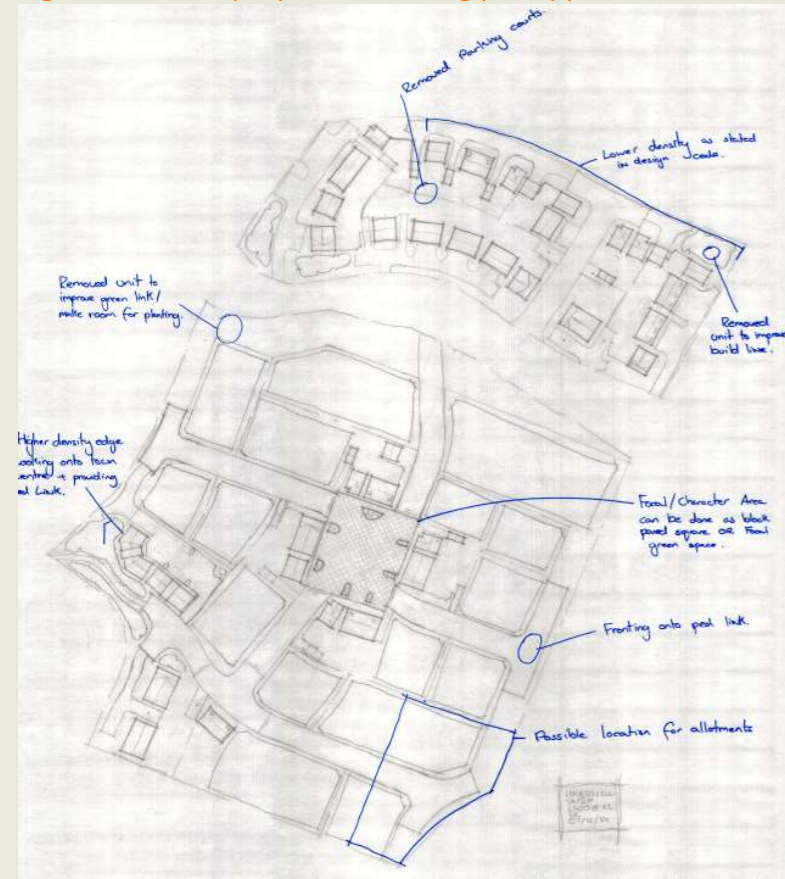 Removed parking courts.
Lower density as stated
in design code.
Removed unit to
improve green link/
make room for planting.
Removed
unit to improve
build line.
Higher density edge
looking onto town
centre + providing
ped link.
Focal/Character Area
can be done as block
paved square OR Focal
green space.
Fronting onto ped link.
Possible location for allotments